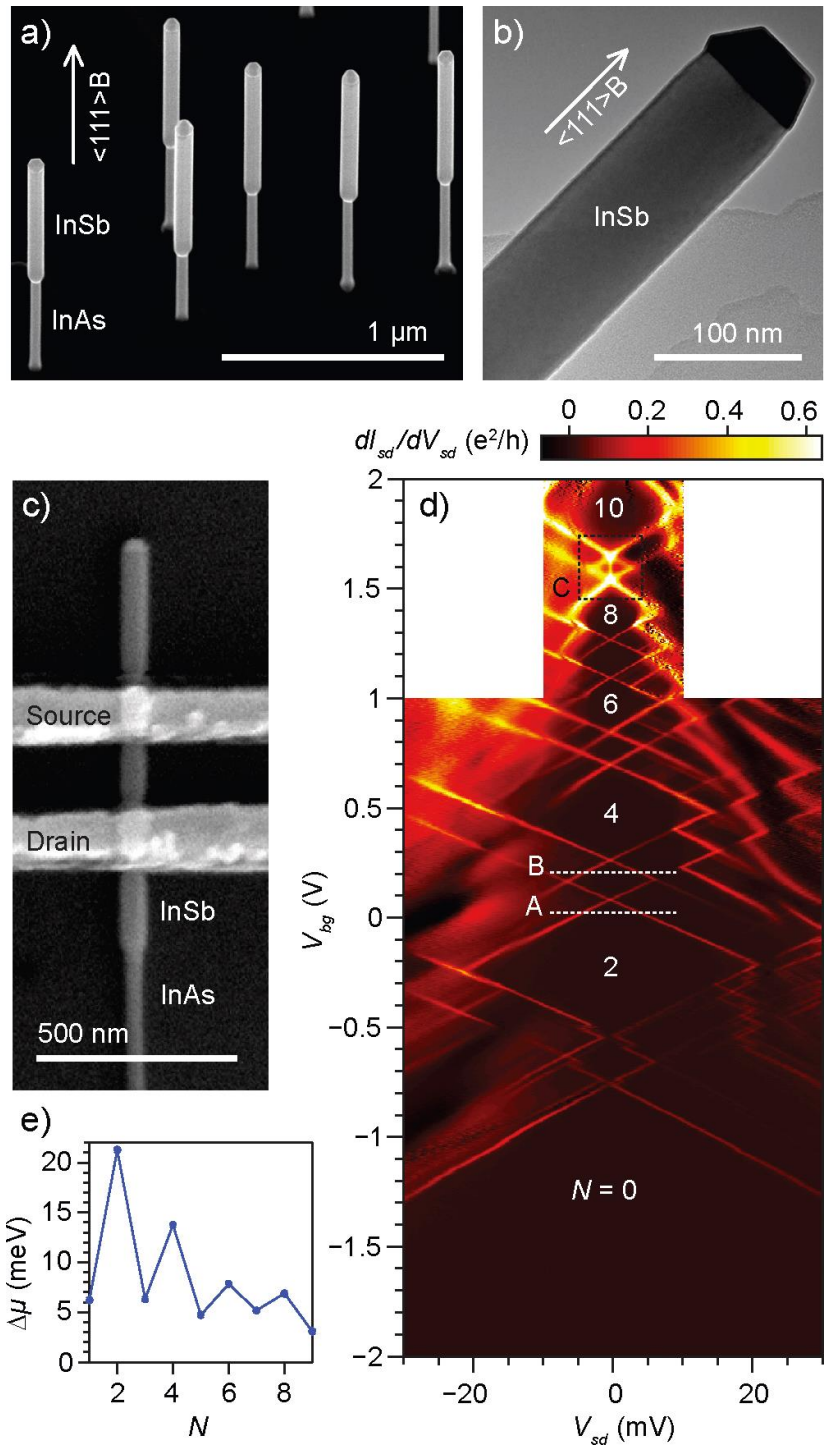 a)
<111>B
InSb
InAs
1 μm
b)
<111>B
InSb
100 nm
dI_sd/dV_sd (e²/h)
0 0.2 0.4 0.6
c)
Source
Drain
InSb
InAs
500 nm
d)
2
1.5
1
0.5
0
−0.5
−1
−1.5
−2
V_bg (V)
10
C
8
6
4
B
A
2
N = 0
−20 0 20
V_sd (mV)
e)
20
15
10
5
0
Δμ (meV)
2 4 6 8
N